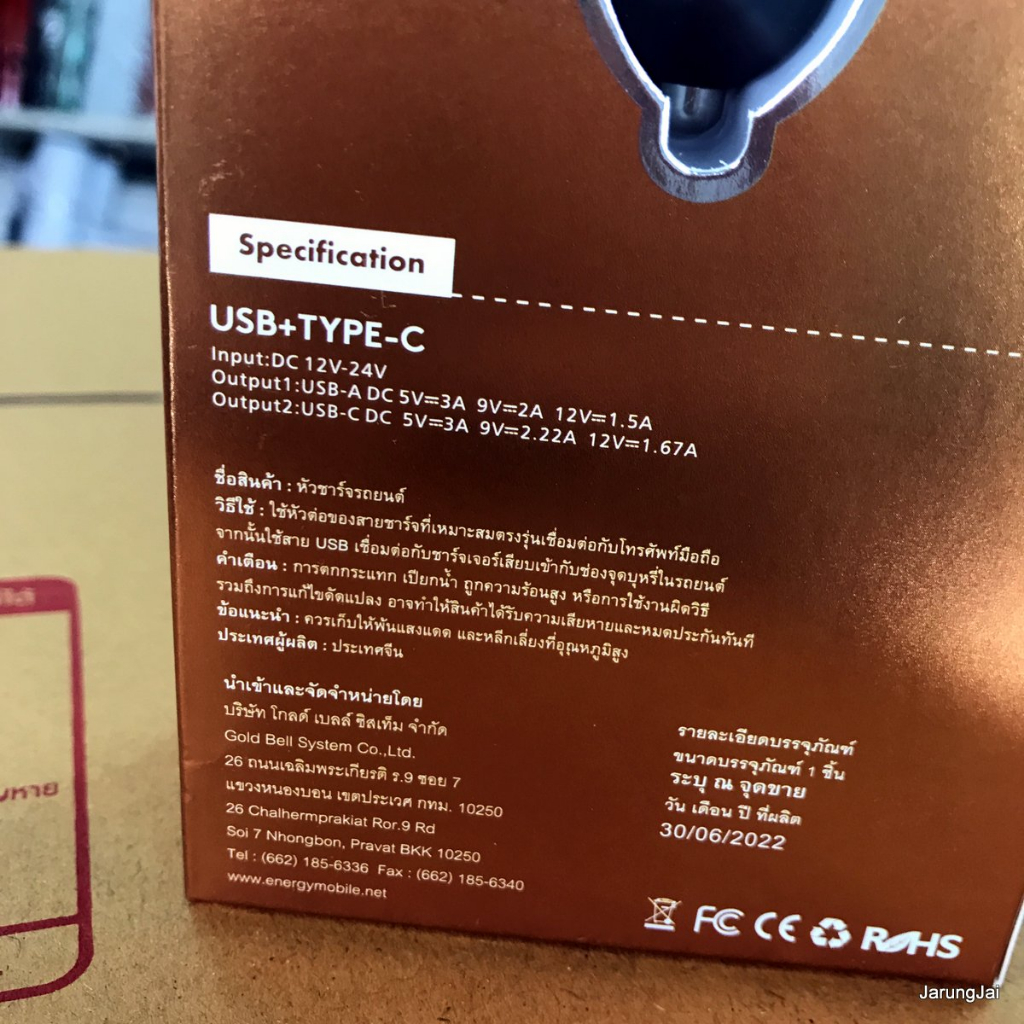 Specification
USB+TYPE-C
Input:DC 12V-24V
Output1:USB-A DC 5V⎓3A 9V⎓2A 12V⎓1.5A
Output2:USB-C DC 5V⎓3A 9V⎓2.22A 12V⎓1.67A
ชื่อสินค้า : หัวชาร์จรถยนต์
วิธีใช้ : ใช้หัวต่อของสายชาร์จที่เหมาะสมตรงรุ่นเชื่อมต่อกับโทรศัพท์มือถือ
จากนั้นใช้สาย USB เชื่อมต่อกับชาร์จเจอร์เสียบเข้ากับช่องจุดบุหรี่ในรถยนต์
คำเตือน : การตกกระแทก เปียกน้ำ ถูกความร้อนสูง หรือการใช้งานผิดวิธี
รวมถึงการแก้ไขดัดแปลง อาจทำให้สินค้าได้รับความเสียหายและหมดประกันทันที
ข้อแนะนำ : ควรเก็บให้พ้นแสงแดด และหลีกเลี่ยงที่อุณหภูมิสูง
ประเทศผู้ผลิต : ประเทศจีน
นำเข้าและจัดจำหน่ายโดย
บริษัท โกลด์ เบลล์ ซิสเท็ม จำกัด
Gold Bell System Co.,Ltd.
26 ถนนเฉลิมพระเกียรติ ร.9 ซอย 7
แขวงหนองบอน เขตประเวศ กทม. 10250
26 Chalhermprakiat Ror.9 Rd
Soi 7 Nhongbon, Pravat BKK 10250
Tel : (662) 185-6336 Fax : (662) 185-6340
www.energymobile.net
รายละเอียดบรรจุภัณฑ์
ขนาดบรรจุภัณฑ์ 1 ชิ้น
ระบุ ณ จุดขาย
วัน เดือน ปี ที่ผลิต
30/06/2022
FC CE RoHS
JarungJai